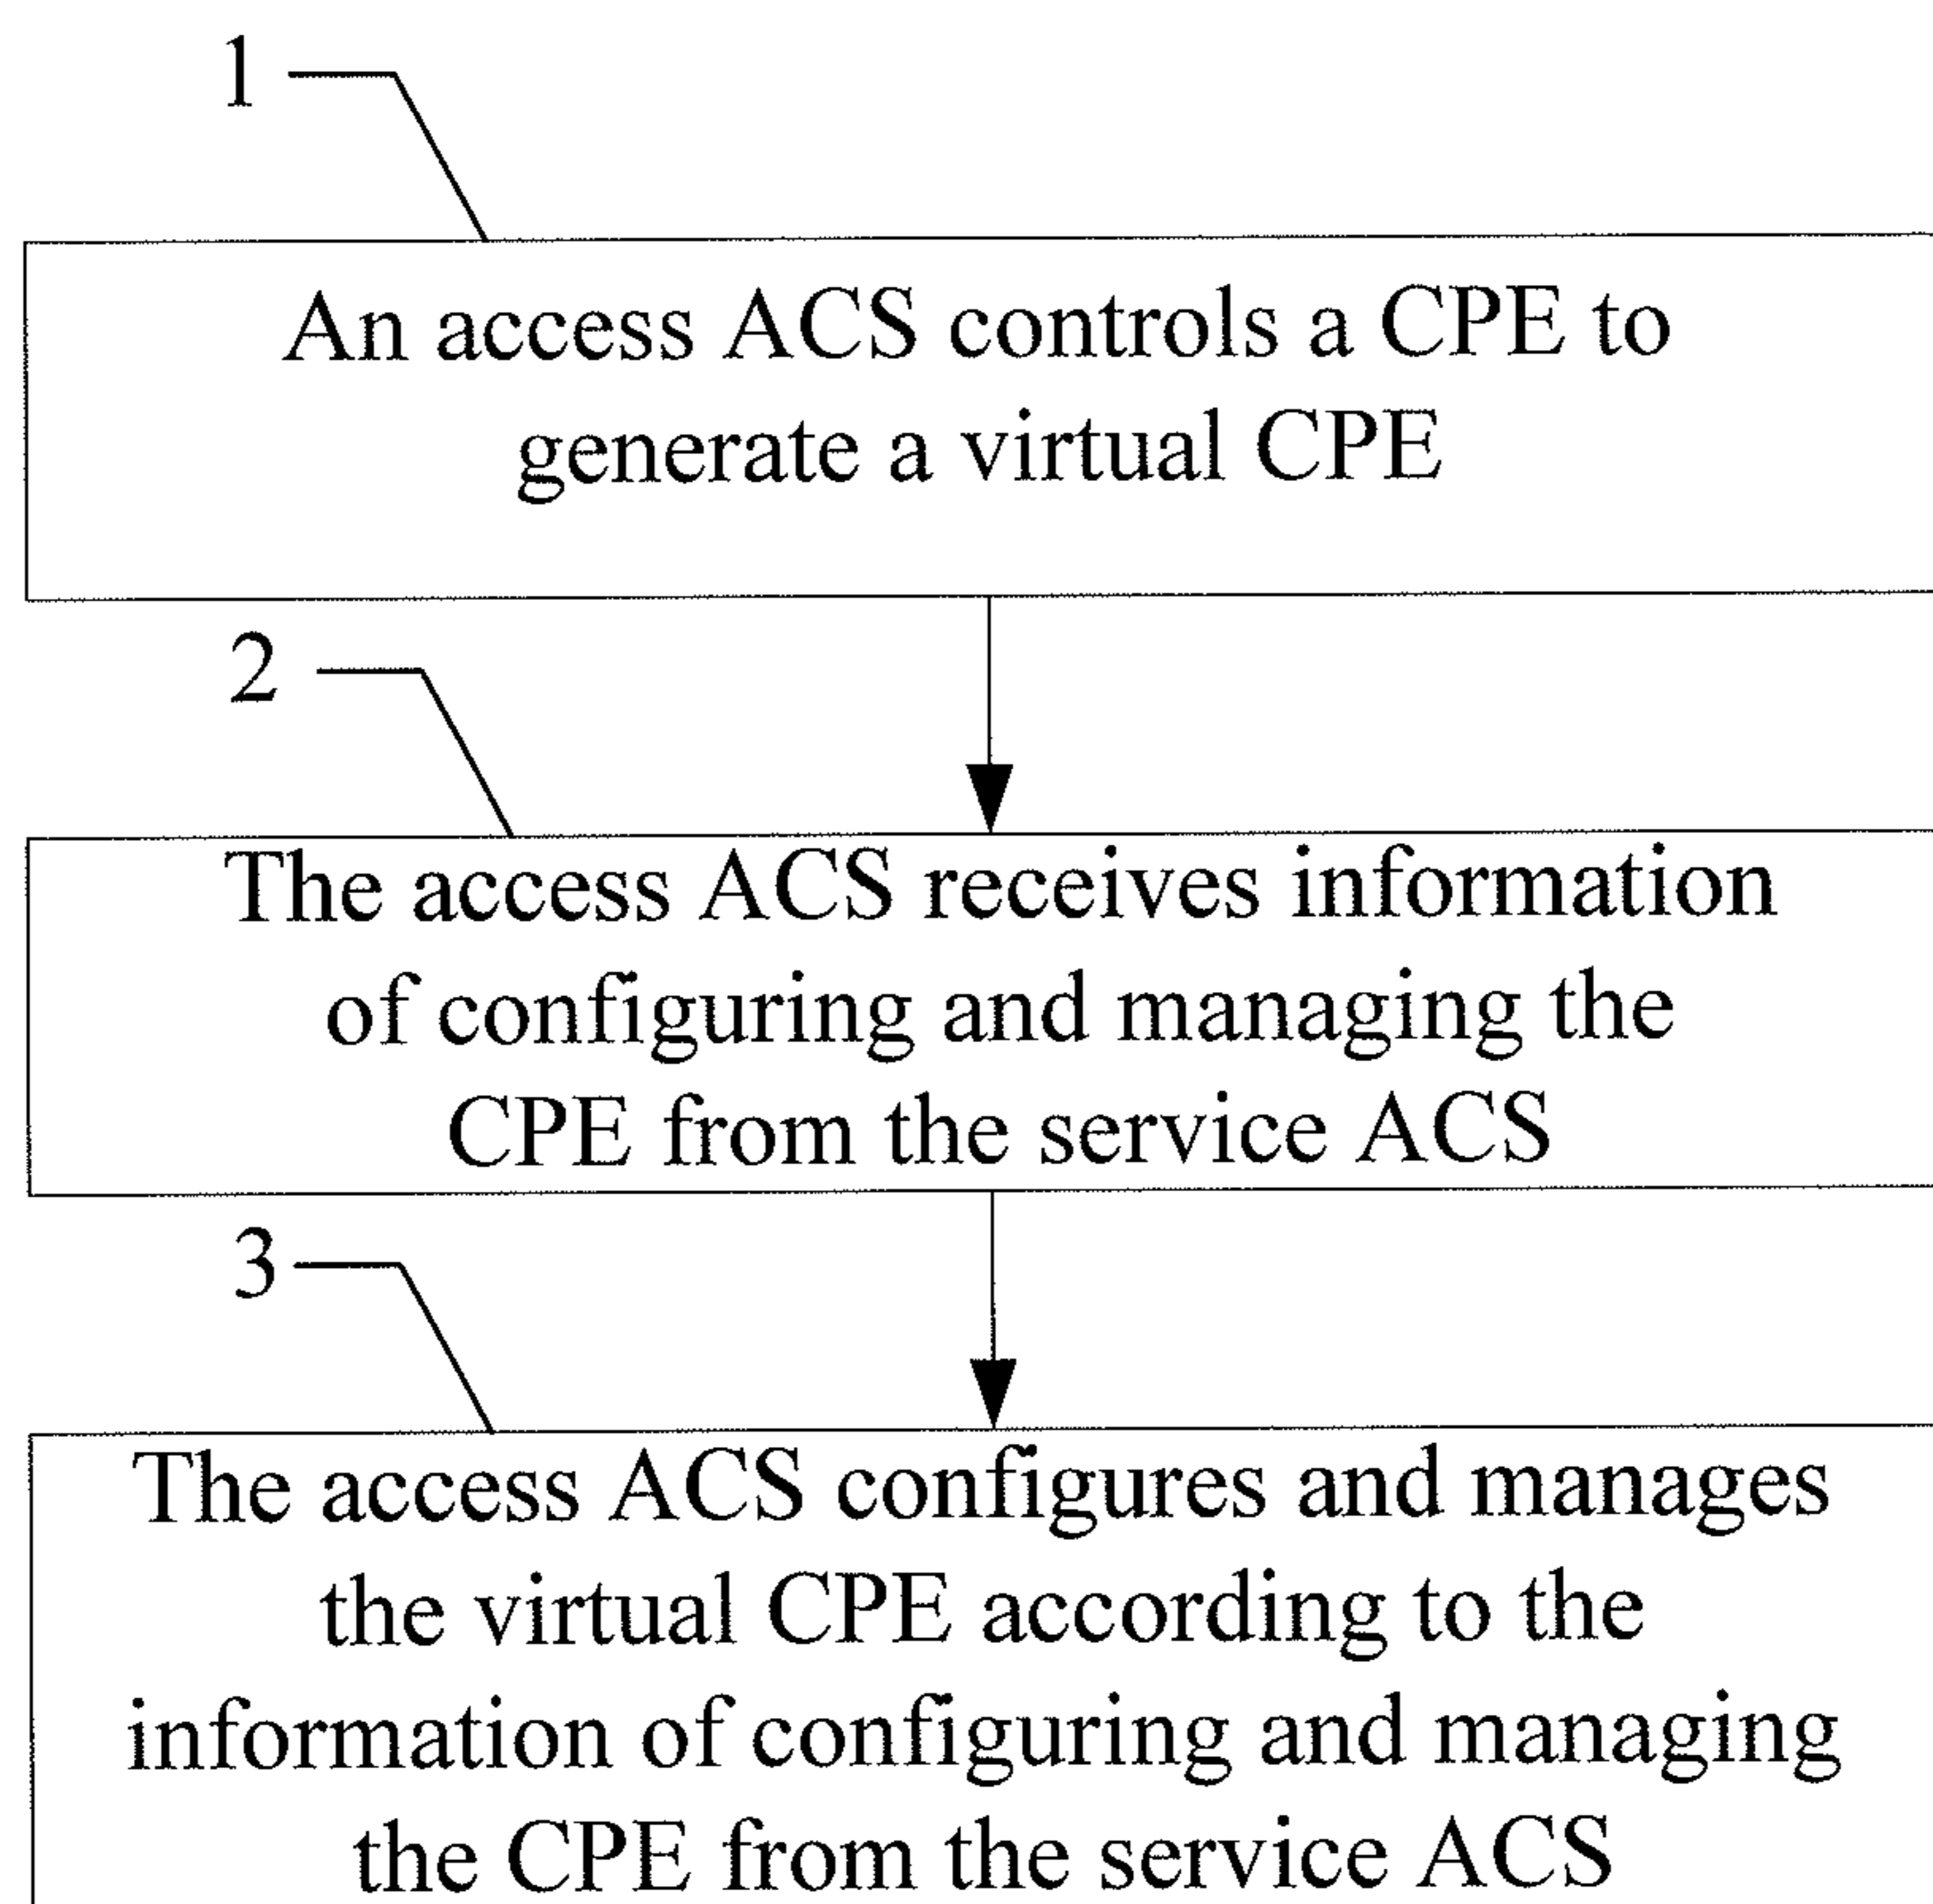 1
An access ACS controls a CPE to
generate a virtual CPE
2
The access ACS receives information
of configuring and managing the
CPE from the service ACS
3
The access ACS configures and manages
the virtual CPE according to the
information of configuring and managing
the CPE from the service ACS